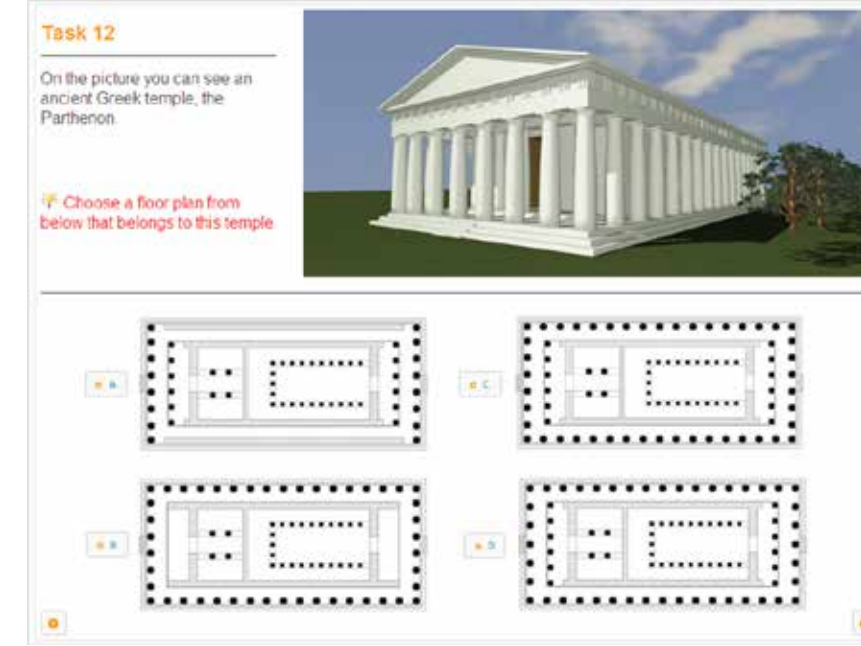 Task 12
On the picture you can see an
ancient Greek temple, the
Parthenon.
Choose a floor plan from
below that belongs to this temple
A
C
B
D